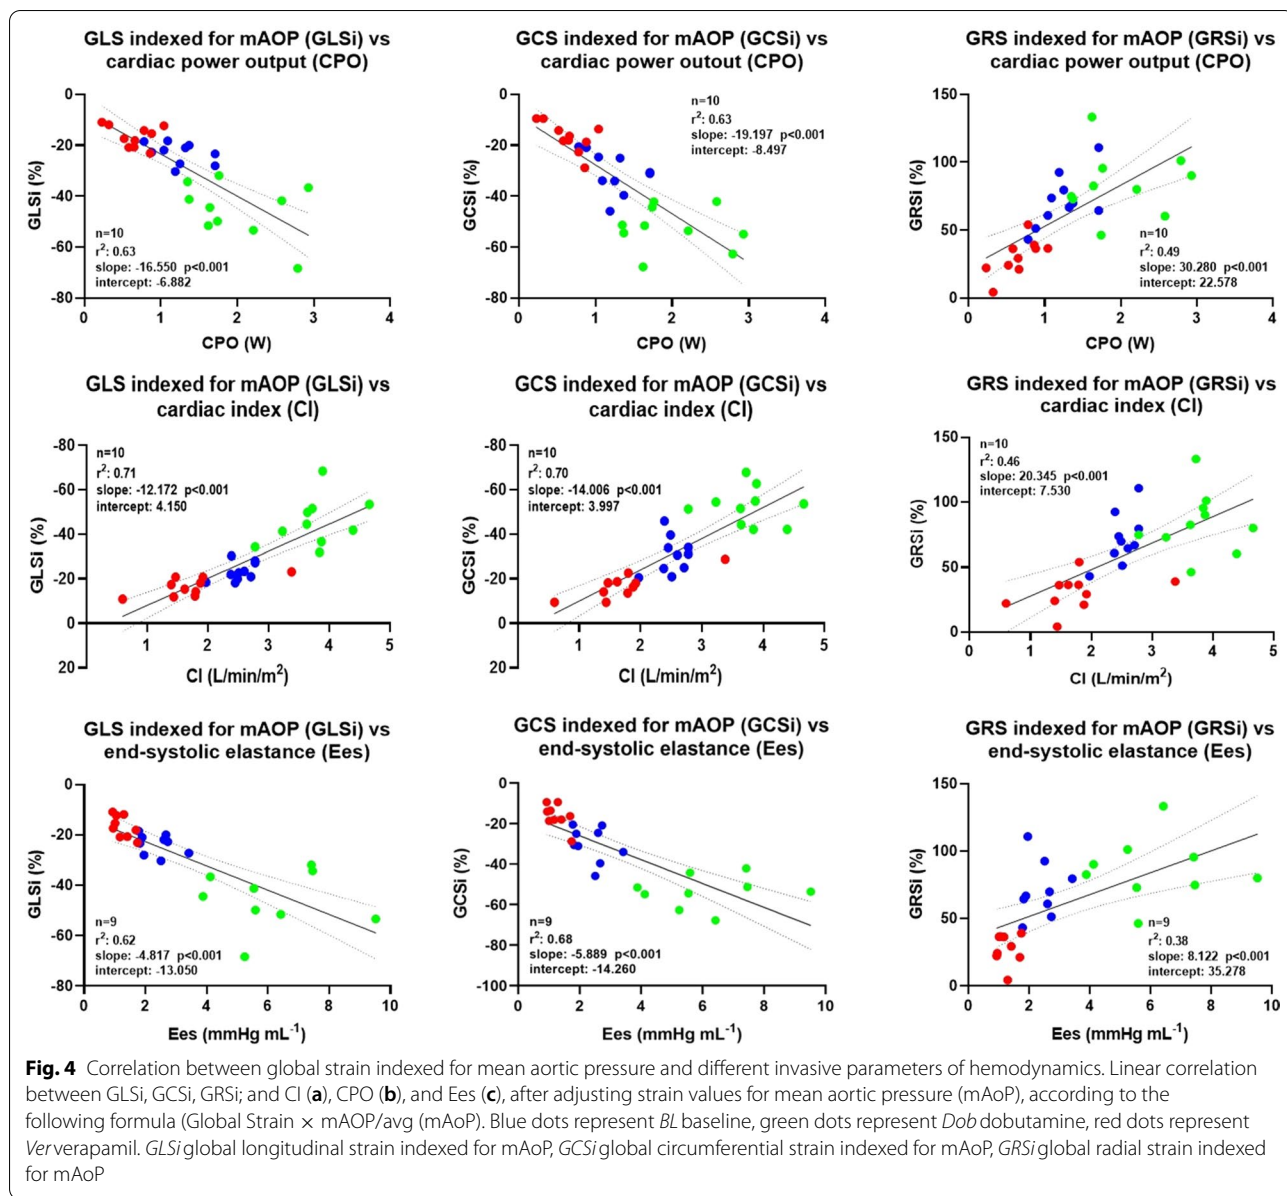 GLS indexed for mAOP (GLSi) vs
cardiac power output (CPO)
0
-20
-40
-60
-80
GLSi (%)
n=10
r²: 0.63
slope: -16.550 p<0.001
intercept: -6.882
0 1 2 3 4
CPO (W)
GCS indexed for mAOP (GCSi) vs
cardiac power outout (CPO)
0
-20
-40
-60
-80
GCSi (%)
n=10
r²: 0.63
slope: -19.197 p<0.001
intercept: -8.497
0 1 2 3 4
CPO (W)
GRS indexed for mAOP (GRSi) vs
cardiac power output (CPO)
150
100
50
0
GRSi (%)
n=10
r²: 0.49
slope: 30.280 p<0.001
intercept: 22.578
0 1 2 3 4
CPO (W)
GLS indexed for mAOP (GLSi) vs
cardiac index (CI)
-80
-60
-40
-20
0
20
GLSi (%)
n=10
r²: 0.71
slope: -12.172 p<0.001
intercept: 4.150
1 2 3 4 5
CI (L/min/m²)
GCS indexed for mAOP (GCSi) vs
cardiac index (CI)
-80
-60
-40
-20
0
20
GCSi (%)
n=10
r²: 0.70
slope: -14.006 p<0.001
intercept: 3.997
1 2 3 4 5
CI (L/min/m²)
GRS indexed for mAOP (GRSi) vs
cardiac index (CI)
150
100
50
0
GRSi (%)
n=10
r²: 0.46
slope: 20.345 p<0.001
intercept: 7.530
0 1 2 3 4 5
CI (L/min/m²)
GLS indexed for mAOP (GLSi) vs
end-systolic elastance (Ees)
0
-20
-40
-60
-80
GLSi (%)
n=9
r²: 0.62
slope: -4.817 p<0.001
intercept: -13.050
0 2 4 6 8 10
Ees (mmHg mL⁻¹)
GCS indexed for mAOP (GCSi) vs
end-systolic elastance (Ees)
0
-20
-40
-60
-80
-100
GCSi (%)
n=9
r²: 0.68
slope: -5.889 p<0.001
intercept: -14.260
0 2 4 6 8 10
Ees (mmHg mL⁻¹)
GRS indexed for mAOP (GRSi) vs
end-systolic elastance (Ees)
150
100
50
0
GRSi (%)
n=9
r²: 0.38
slope: 8.122 p<0.001
intercept: 35.278
0 2 4 6 8 10
Ees (mmHg mL⁻¹)
Fig. 4 Correlation between global strain indexed for mean aortic pressure and different invasive parameters of hemodynamics. Linear correlation
between GLSi, GCSi, GRSi; and CI (a), CPO (b), and Ees (c), after adjusting strain values for mean aortic pressure (mAoP), according to the
following formula (Global Strain × mAOP/avg (mAoP). Blue dots represent BL baseline, green dots represent Dob dobutamine, red dots represent
Ver verapamil. GLSi global longitudinal strain indexed for mAoP, GCSi global circumferential strain indexed for mAoP, GRSi global radial strain indexed
for mAoP